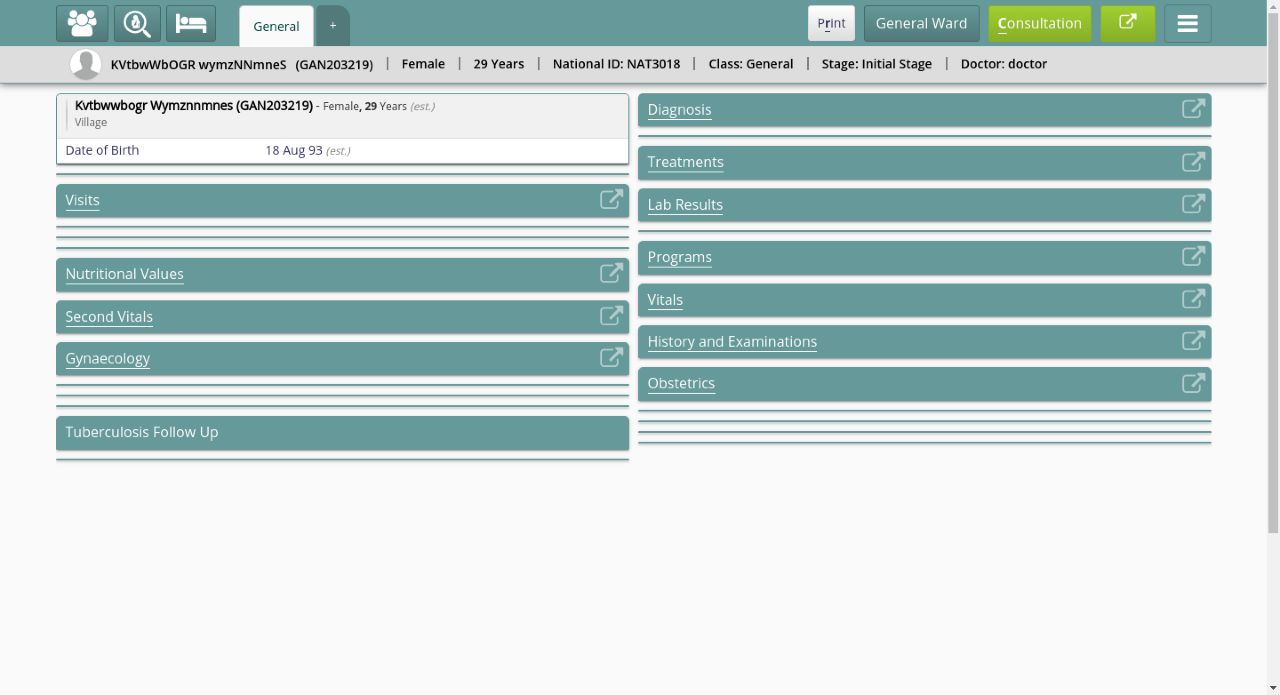 General
+
Print
General Ward
Consultation
KVtbwWbOGR wymzNNmneS (GAN203219) | Female | 29 Years | National ID: NAT3018 | Class: General | Stage: Initial Stage | Doctor: doctor
Kvtbwwbogr Wymznnmnes (GAN203219) - Female, 29 Years (est.)
Village
Date of Birth 18 Aug 93 (est.)
Visits
Nutritional Values
Second Vitals
Gynaecology
Tuberculosis Follow Up
Diagnosis
Treatments
Lab Results
Programs
Vitals
History and Examinations
Obstetrics